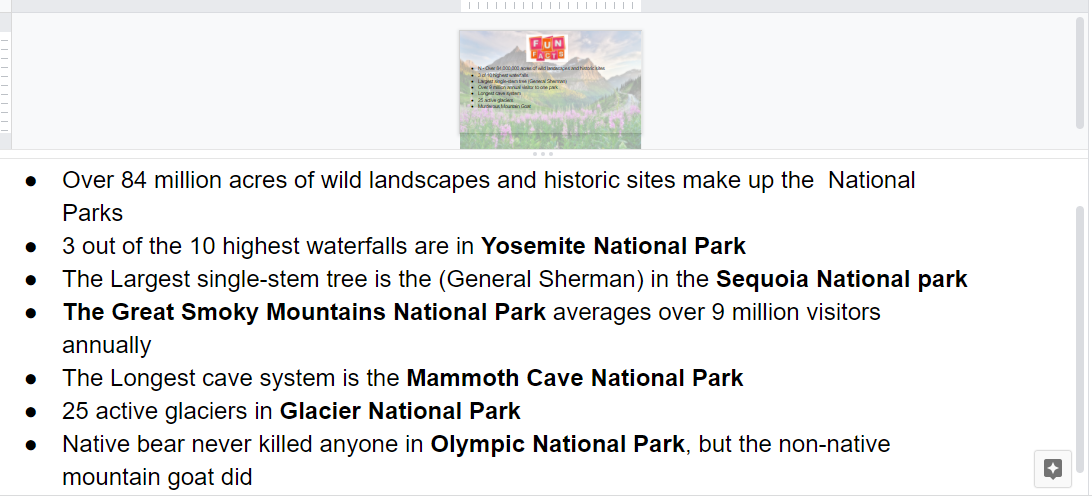 FUN
FACTS
● N - Over 84,000,000 acres of wild landscapes and historic sites
● 3 of 10 highest waterfalls
● Largest single-stem tree (General Sherman)
● Over 9 million annual visitor to one park
● Longest cave system
● 25 active glaciers
● Murderous Mountain Goat
● Over 84 million acres of wild landscapes and historic sites make up the  National
Parks
● 3 out of the 10 highest waterfalls are in Yosemite National Park
● The Largest single-stem tree is the (General Sherman) in the Sequoia National park
● The Great Smoky Mountains National Park averages over 9 million visitors
annually
● The Longest cave system is the Mammoth Cave National Park
● 25 active glaciers in Glacier National Park
● Native bear never killed anyone in Olympic National Park, but the non-native
mountain goat did